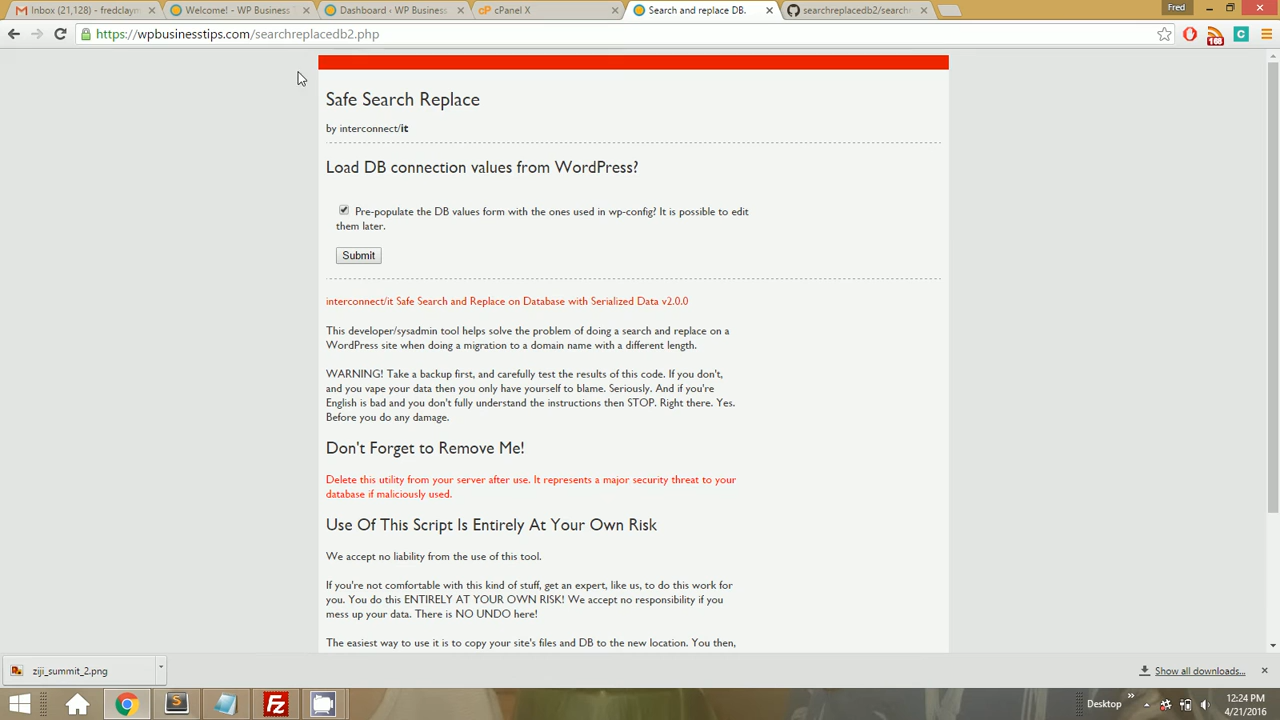 Inbox (21,128) - fredclaym
Welcome! - WP Business
Dashboard ‹ WP Business
cPanel X
Search and replace DB.
searchreplacedb2/search
Fred
https://wpbusinesstips.com/searchreplacedb2.php
Safe Search Replace
by interconnect/it
Load DB connection values from WordPress?
Pre-populate the DB values form with the ones used in wp-config? It is possible to edit
them later.
Submit
interconnect/it Safe Search and Replace on Database with Serialized Data v2.0.0
This developer/sysadmin tool helps solve the problem of doing a search and replace on a
WordPress site when doing a migration to a domain name with a different length.
WARNING! Take a backup first, and carefully test the results of this code. If you don't,
and you vape your data then you only have yourself to blame. Seriously. And if you're
English is bad and you don't fully understand the instructions then STOP. Right there. Yes.
Before you do any damage.
Don't Forget to Remove Me!
Delete this utility from your server after use. It represents a major security threat to your
database if maliciously used.
Use Of This Script Is Entirely At Your Own Risk
We accept no liability from the use of this tool.
If you're not comfortable with this kind of stuff, get an expert, like us, to do this work for
you. You do this ENTIRELY AT YOUR OWN RISK! We accept no responsibility if you
mess up your data. There is NO UNDO here!
The easiest way to use it is to copy your site's files and DB to the new location. You then,
ziji_summit_2.png
Show all downloads...
Desktop
12:24 PM
4/21/2016